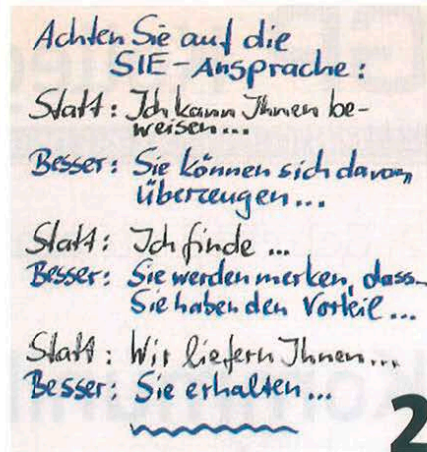 Achten Sie auf die
SIE-Ansprache:
Statt: Ich kann Ihnen be-
weisen...
Besser: Sie können sich davon
überzeugen...
Statt: Ich finde ...
Besser: Sie werden merken, dass...
Sie haben den Vorteil ...
Statt: Wir liefern Ihnen...
Besser: Sie erhalten...
2